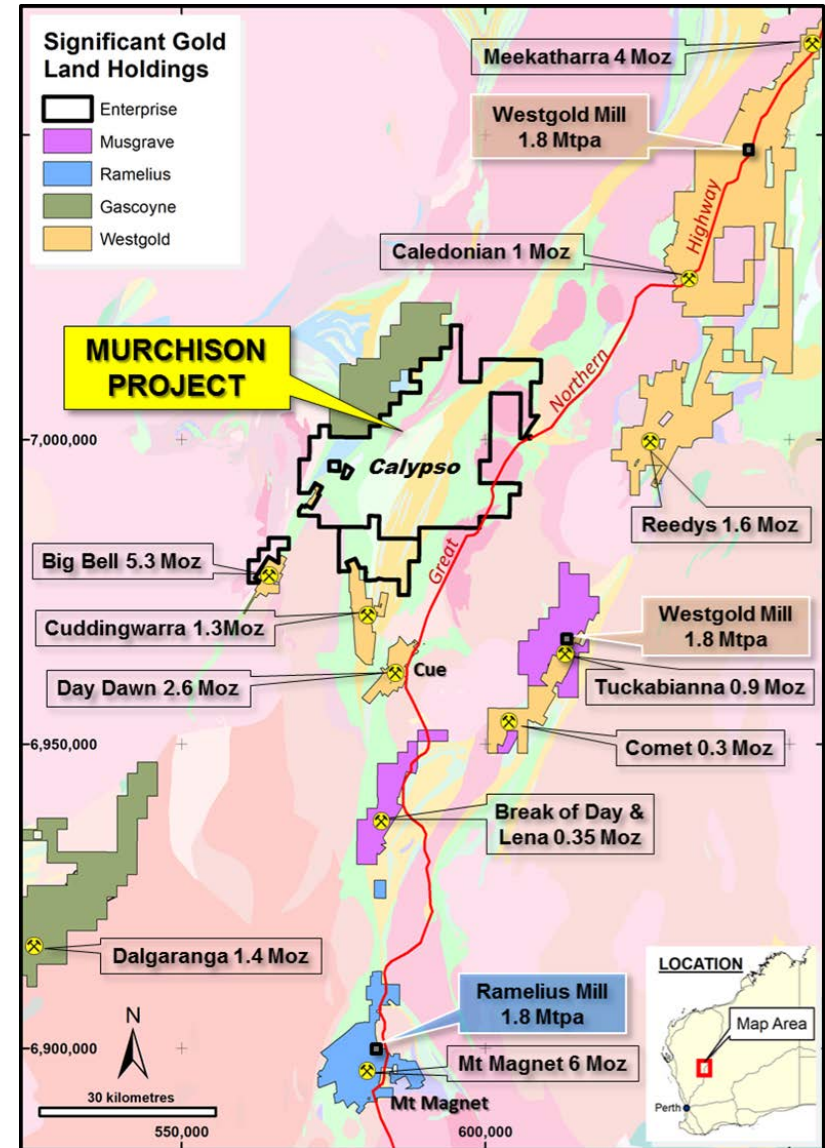 Significant Gold
Land Holdings
Enterprise
Musgrave
Ramelius
Gascoyne
Westgold
Meekatharra 4 Moz
Westgold Mill
1.8 Mtpa
Highway
Caledonian 1 Moz
MURCHISON
PROJECT
Northern
7,000,000
Calypso
Reedys 1.6 Moz
Great
Big Bell 5.3 Moz
Cuddingwarra 1.3Moz
Westgold Mill
1.8 Mtpa
Day Dawn 2.6 Moz
Cue
Tuckabianna 0.9 Moz
6,950,000
Comet 0.3 Moz
Break of Day &
Lena 0.35 Moz
Dalgaranga 1.4 Moz
LOCATION
Map Area
Perth
Ramelius Mill
1.8 Mtpa
N
6,900,000
Mt Magnet 6 Moz
30 kilometres
Mt Magnet
550,000
600,000